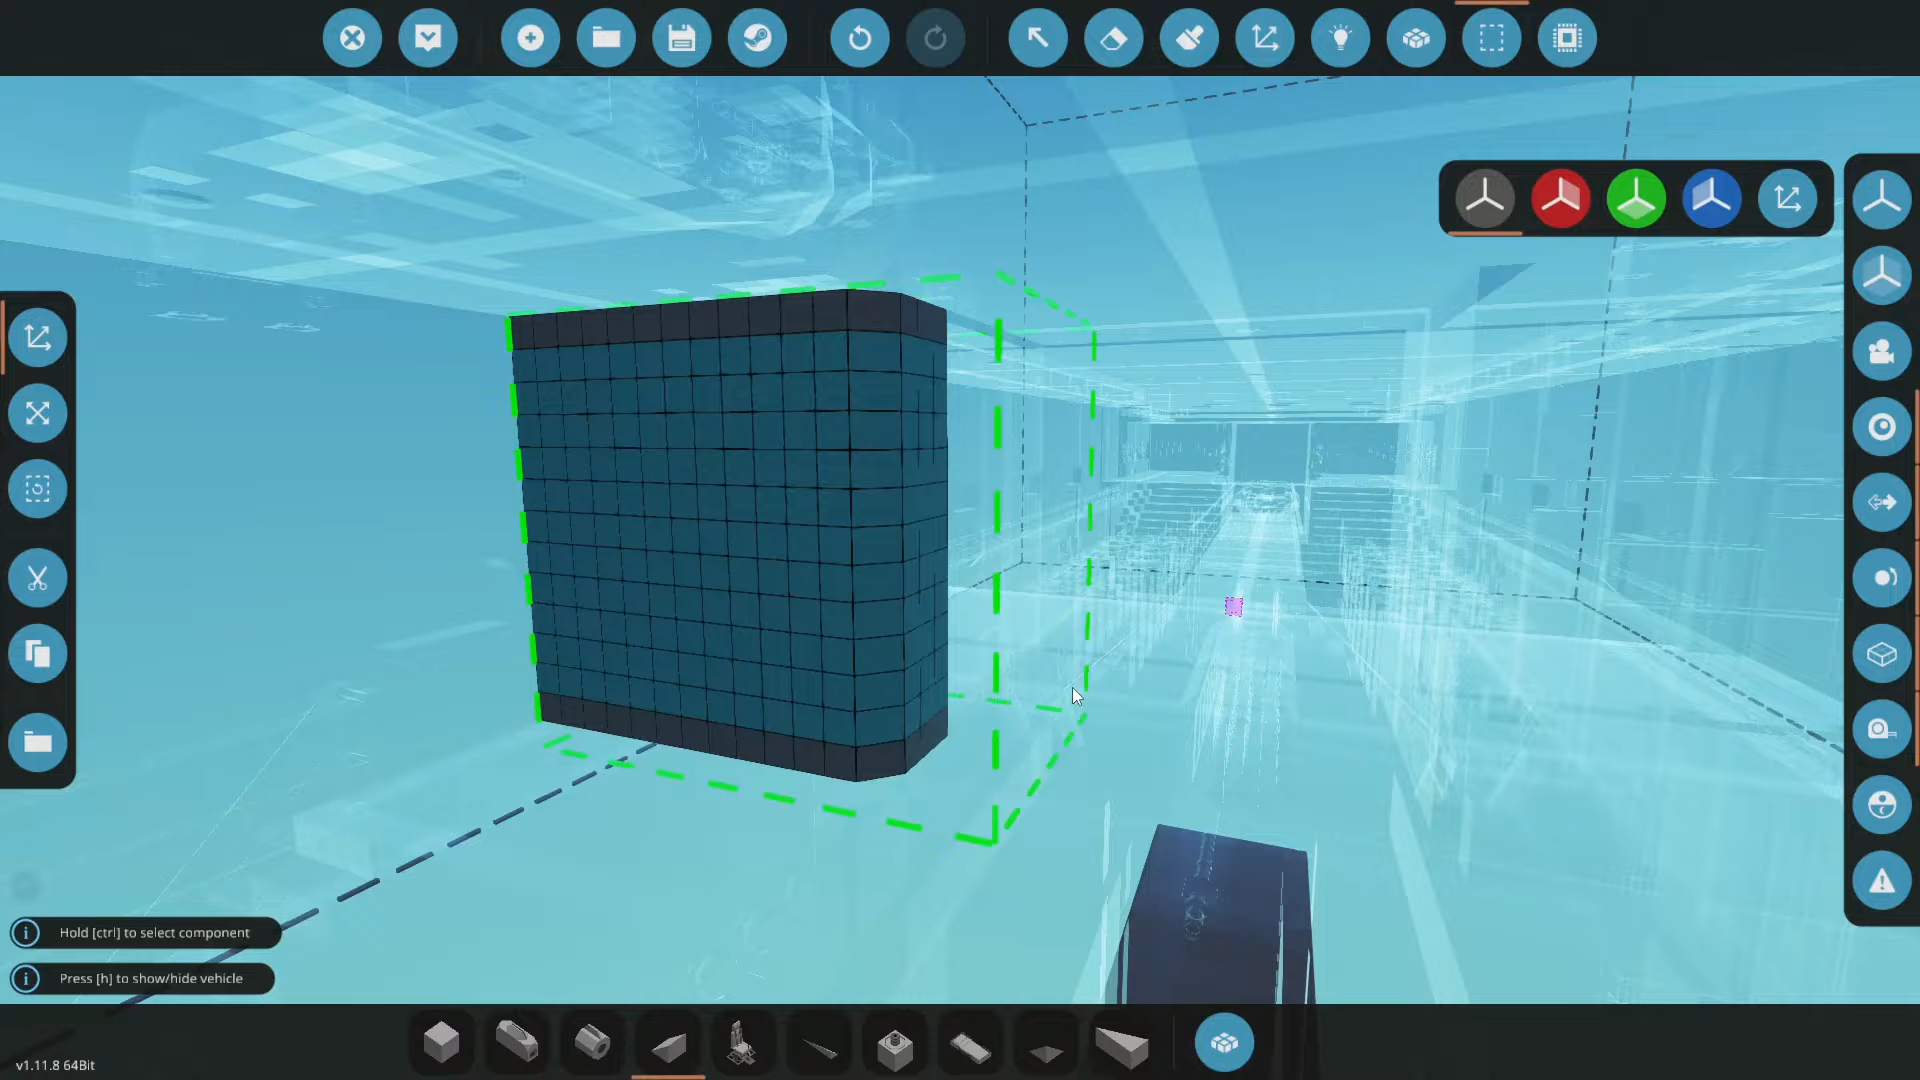 Hold [ctrl] to select component
Press [h] to show/hide vehicle
v1.11.8 64Bit